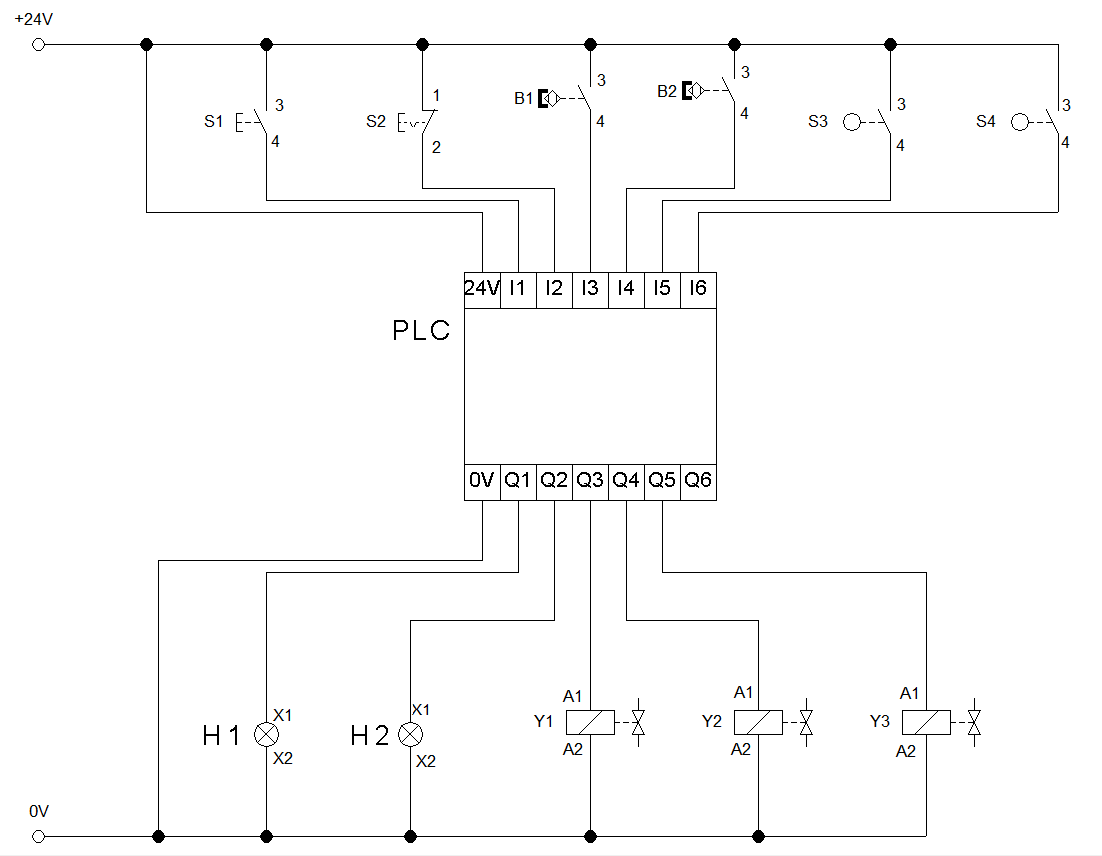 +24V
S1 3 4
S2 1 2
B1 3 4
B2 3 4
S3 3 4
S4 3 4
24V I1 I2 I3 I4 I5 I6
PLC
0V Q1 Q2 Q3 Q4 Q5 Q6
H1 X1 X2
H2 X1 X2
Y1 A1 A2
Y2 A1 A2
Y3 A1 A2
0V